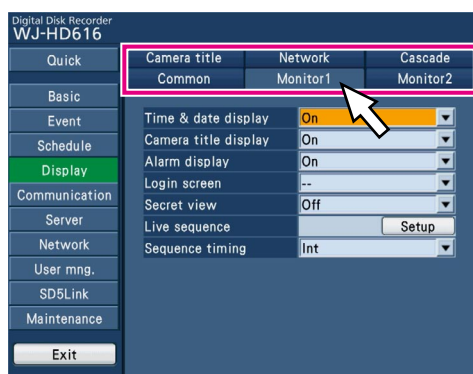 Digital Disk Recorder
WJ-HD616
Quick
Basic
Event
Schedule
Display
Communication
Server
Network
User mng.
SD5Link
Maintenance
Exit
Camera title Network Cascade
Common Monitor1 Monitor2
Time & date display On
Camera title display On
Alarm display On
Login screen --
Secret view Off
Live sequence Setup
Sequence timing Int